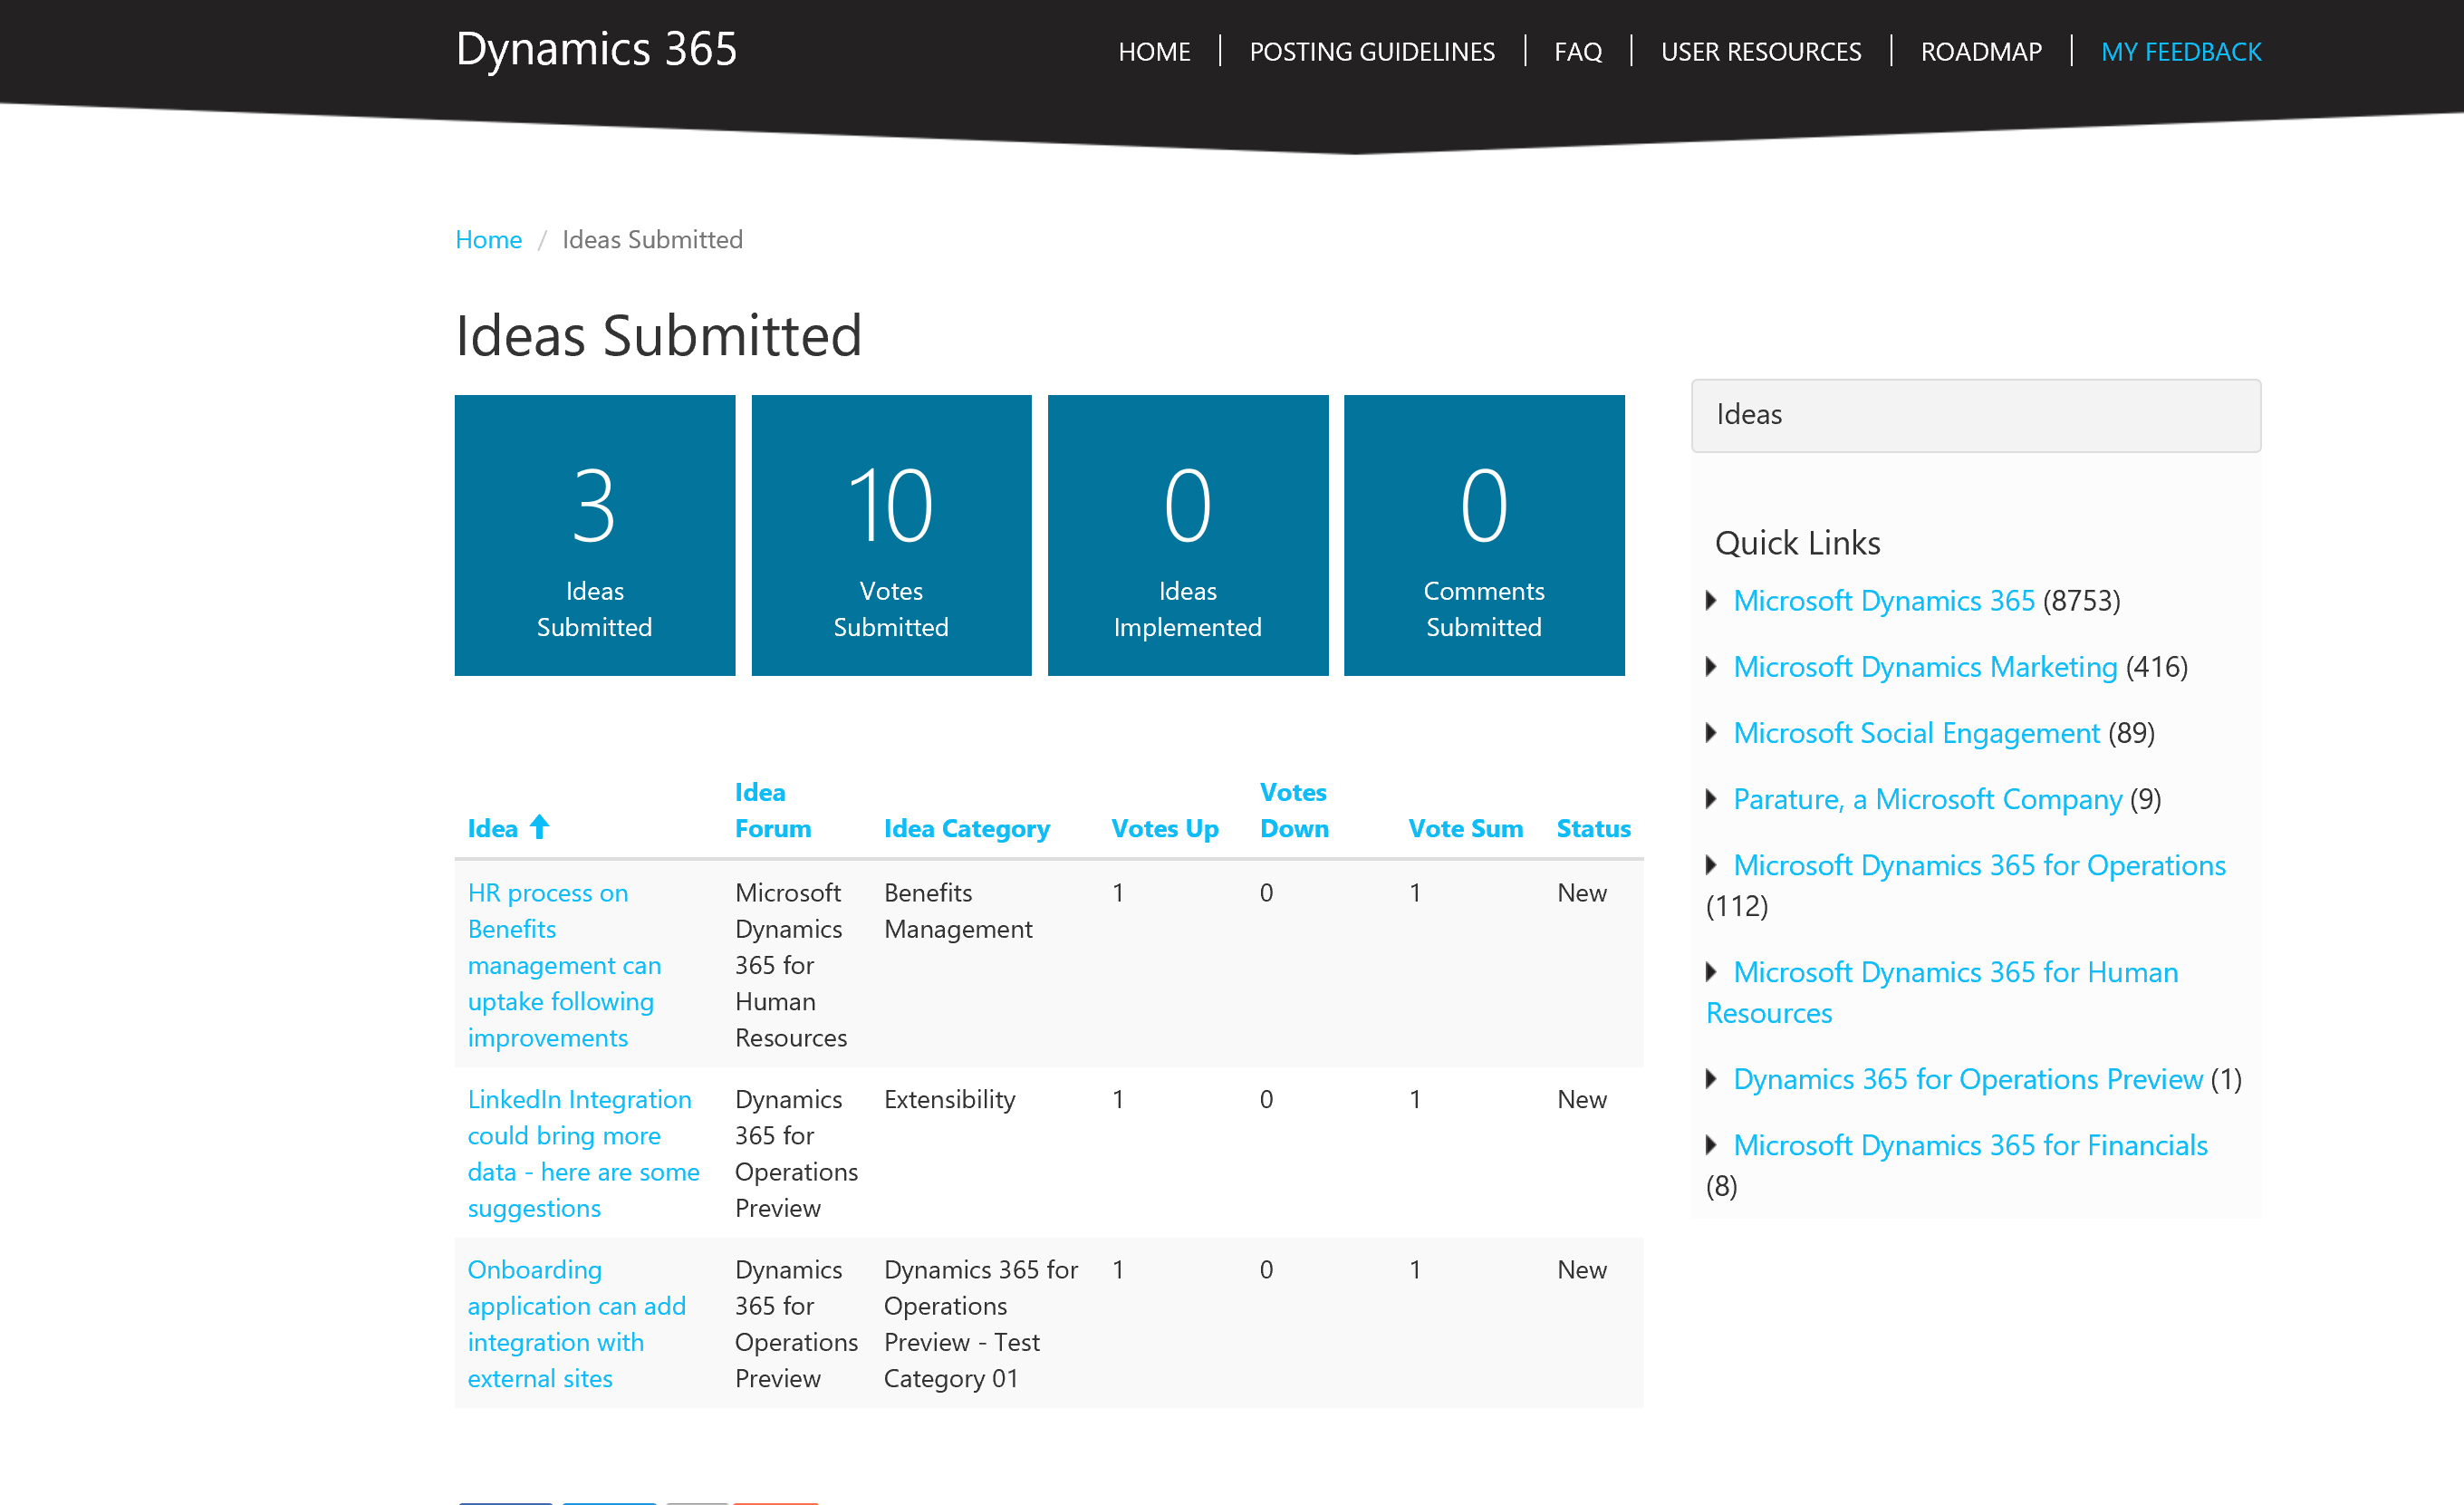 Dynamics 365
HOME
POSTING GUIDELINES
FAQ
USER RESOURCES
ROADMAP
MY FEEDBACK
Home / Ideas Submitted
Ideas Submitted
3
Ideas
Submitted
10
Votes
Submitted
0
Ideas
Implemented
0
Comments
Submitted
Idea
Idea
Forum
Idea Category
Votes Up
Votes
Down
Vote Sum
Status
HR process on
Benefits
management can
uptake following
improvements
Microsoft
Dynamics
365 for
Human
Resources
Benefits
Management
1
0
1
New
LinkedIn Integration
could bring more
data - here are some
suggestions
Dynamics
365 for
Operations
Preview
Extensibility
1
0
1
New
Onboarding
application can add
integration with
external sites
Dynamics
365 for
Operations
Preview
Dynamics 365 for
Operations
Preview - Test
Category 01
1
0
1
New
Ideas
Quick Links
Microsoft Dynamics 365 (8753)
Microsoft Dynamics Marketing (416)
Microsoft Social Engagement (89)
Parature, a Microsoft Company (9)
Microsoft Dynamics 365 for Operations
(112)
Microsoft Dynamics 365 for Human
Resources
Dynamics 365 for Operations Preview (1)
Microsoft Dynamics 365 for Financials
(8)